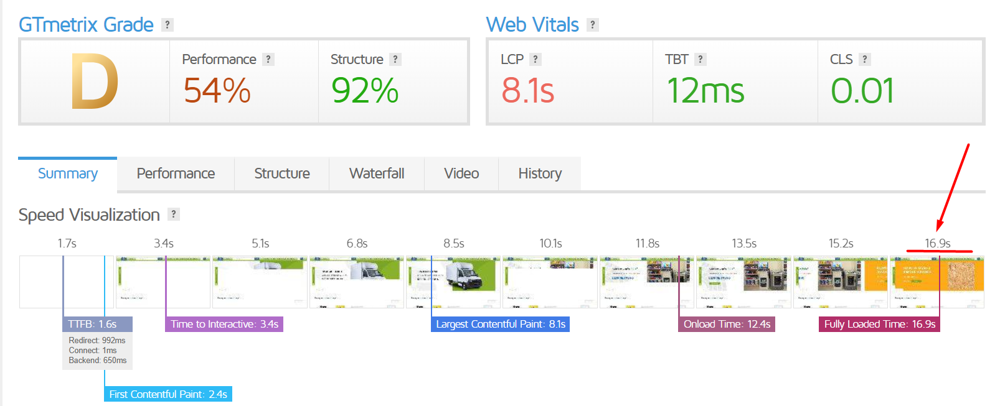 GTmetrix Grade ?
Web Vitals ?
D
Performance ?
54%
Structure ?
92%
LCP ?
8.1s
TBT ?
12ms
CLS ?
0.01
Summary
Performance
Structure
Waterfall
Video
History
Speed Visualization ?
1.7s 3.4s 5.1s 6.8s 8.5s 10.1s 11.8s 13.5s 15.2s 16.9s
TTFB: 1.6s
Redirect: 992ms
Connect: 1ms
Backend: 650ms
Time to Interactive: 3.4s
Largest Contentful Paint: 8.1s
Onload Time: 12.4s
Fully Loaded Time: 16.9s
First Contentful Paint: 2.4s